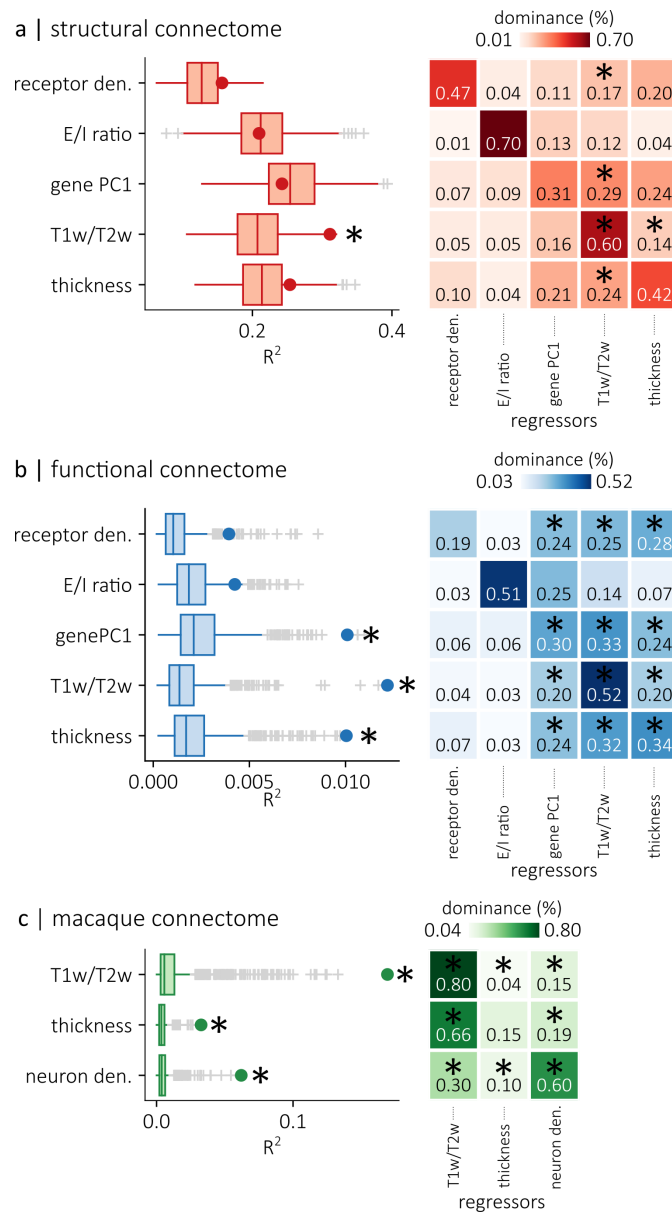 a | structural connectome
dominance (%)
0.01 0.70
receptor den.
E/I ratio
gene PC1
T1w/T2w
thickness
*
0.2 0.4
R²
* * * * * *
0.47 0.04 0.11 0.17 0.20
0.01 0.70 0.13 0.12 0.04
0.07 0.09 0.31 0.29 0.24
0.05 0.05 0.16 0.60 0.14
0.10 0.04 0.21 0.24 0.42
receptor den.
E/I ratio
gene PC1
T1w/T2w
thickness
regressors
b | functional connectome
dominance (%)
0.03 0.52
receptor den.
E/I ratio
genePC1 *
T1w/T2w *
thickness *
0.000 0.005 0.010
R²
* * *
0.19 0.03 0.24 0.25 0.28
0.03 0.51 0.25 0.14 0.07
* * *
0.06 0.06 0.30 0.33 0.24
* * *
0.04 0.03 0.20 0.52 0.20
* * *
0.07 0.03 0.24 0.32 0.34
receptor den.
E/I ratio
gene PC1
T1w/T2w
thickness
regressors
c | macaque connectome
dominance (%)
0.04 0.80
T1w/T2w *
thickness *
neuron den. *
0.0 0.1
R²
* * *
0.80 0.04 0.15
* *
0.66 0.15 0.19
* * *
0.30 0.10 0.60
T1w/T2w
thickness
neuron den.
regressors